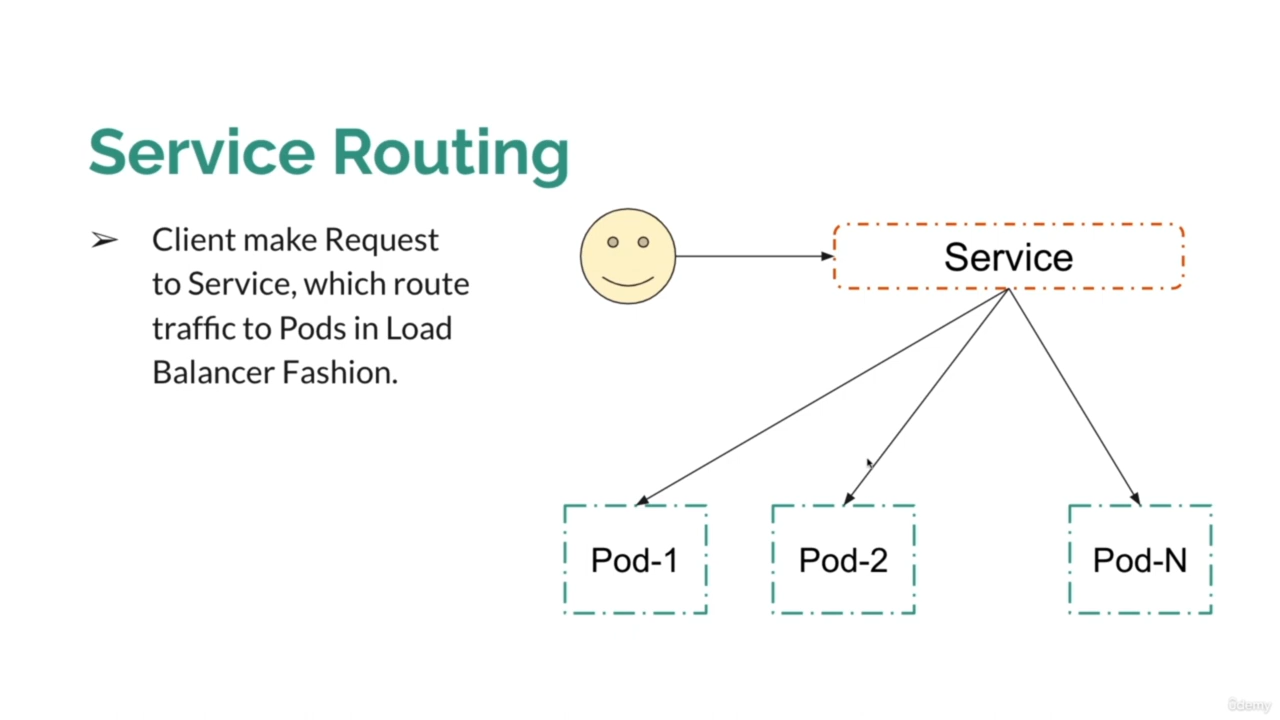 Service Routing
➢ Client make Request
to Service, which route
traffic to Pods in Load
Balancer Fashion.
Service
Pod-1
Pod-2
Pod-N
ûdemy